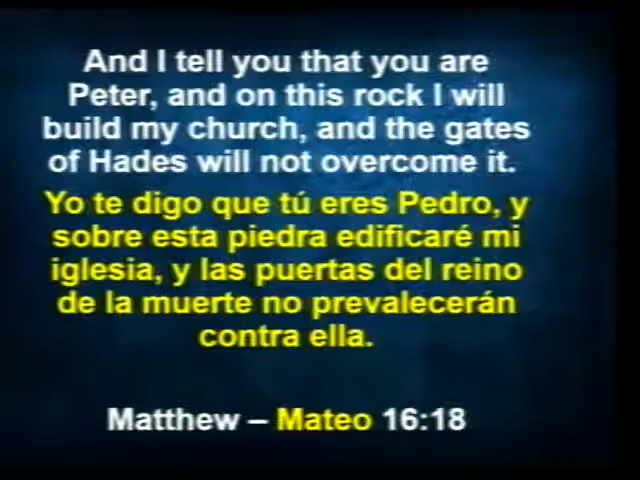 And I tell you that you are
Peter, and on this rock I will
build my church, and the gates
of Hades will not overcome it.
Yo te digo que tú eres Pedro, y
sobre esta piedra edificaré mi
iglesia, y las puertas del reino
de la muerte no prevalecerán
contra ella.
Matthew – Mateo 16:18